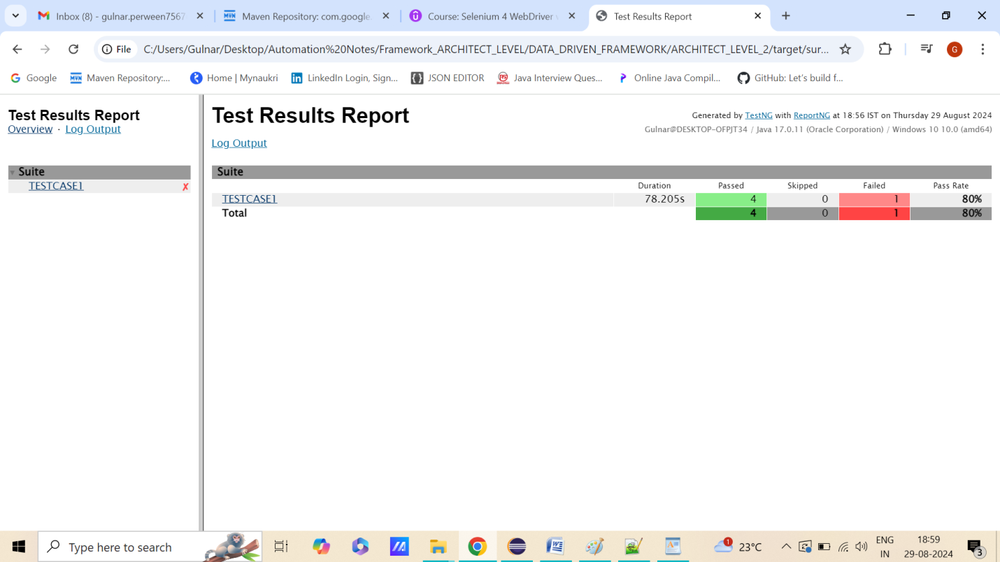 Inbox (8) - gulnar.perween7567
Maven Repository: com.google
Course: Selenium 4 WebDriver
Test Results Report
File
C:/Users/Gulnar/Desktop/Automation%20Notes/Framework_ARCHITECT_LEVEL/DATA_DRIVEN_FRAMEWORK/ARCHITECT_LEVEL_2/target/sur...
G
Google
Maven Repository:...
Home | Mynaukri
LinkedIn Login, Sign...
JSON EDITOR
Java Interview Ques...
Online Java Compil...
GitHub: Let's build f...
Test Results Report
Overview · Log Output
Suite
TESTCASE1 ✗
Test Results Report
Generated by TestNG with ReportNG at 18:56 IST on Thursday 29 August 2024
Gulnar@DESKTOP-OFPJT34 / Java 17.0.11 (Oracle Corporation) / Windows 10 10.0 (amd64)
Log Output
Suite
Duration Passed Skipped Failed Pass Rate
TESTCASE1 78.205s 4 0 1 80%
Total 4 0 1 80%
Type here to search
1
23°C
ENG
IN
18:59
29-08-2024
3